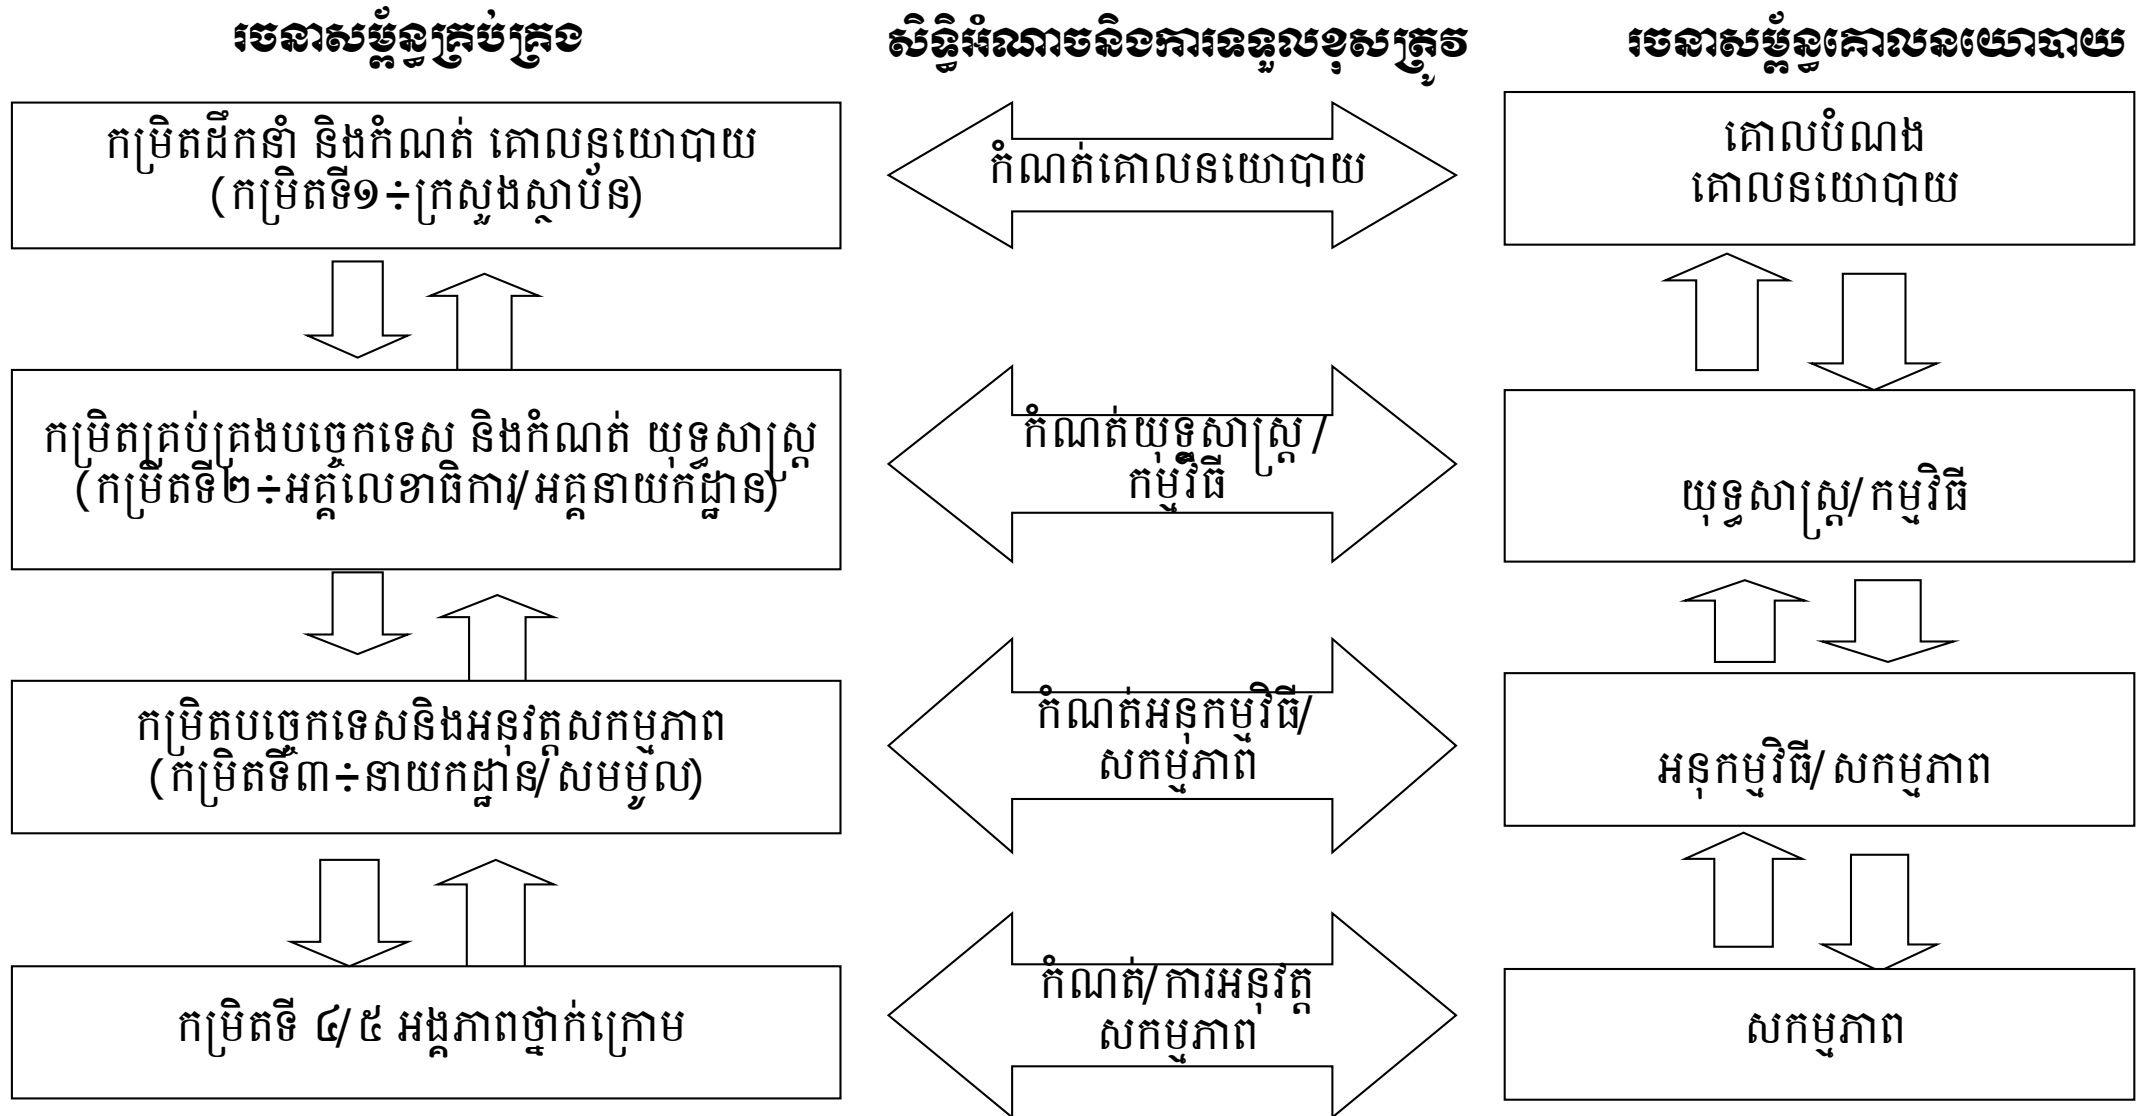 រចនាសម្ព័ន្ធគ្រប់គ្រង
សិទ្ធិអំណាចនិងការទទួលខុសត្រូវ
រចនាសម្ព័ន្ធគោលនយោបាយ
កម្រិតដឹកនាំ និងកំណត់ គោលនយោបាយ
(កម្រិតទី១÷ក្រសួងស្ថាប័ន)
កំណត់គោលនយោបាយ
គោលបំណង
គោលនយោបាយ
កម្រិតគ្រប់គ្រងបច្ចេកទេស និងកំណត់ យុទ្ធសាស្ត្រ
(កម្រិតទី២÷អគ្គលេខាធិការ/អគ្គនាយកដ្ឋាន)
កំណត់យុទ្ធសាស្ត្រ/
កម្មវិធី
យុទ្ធសាស្ត្រ/កម្មវិធី
កម្រិតបច្ចេកទេសនិងអនុវត្តសកម្មភាព
(កម្រិតទី៣÷នាយកដ្ឋាន/សមមូល)
កំណត់អនុកម្មវិធី/
សកម្មភាព
អនុកម្មវិធី/សកម្មភាព
កម្រិតទី ៤/៥ អង្គភាពថ្នាក់ក្រោម
កំណត់/ការអនុវត្ត
សកម្មភាព
សកម្មភាព